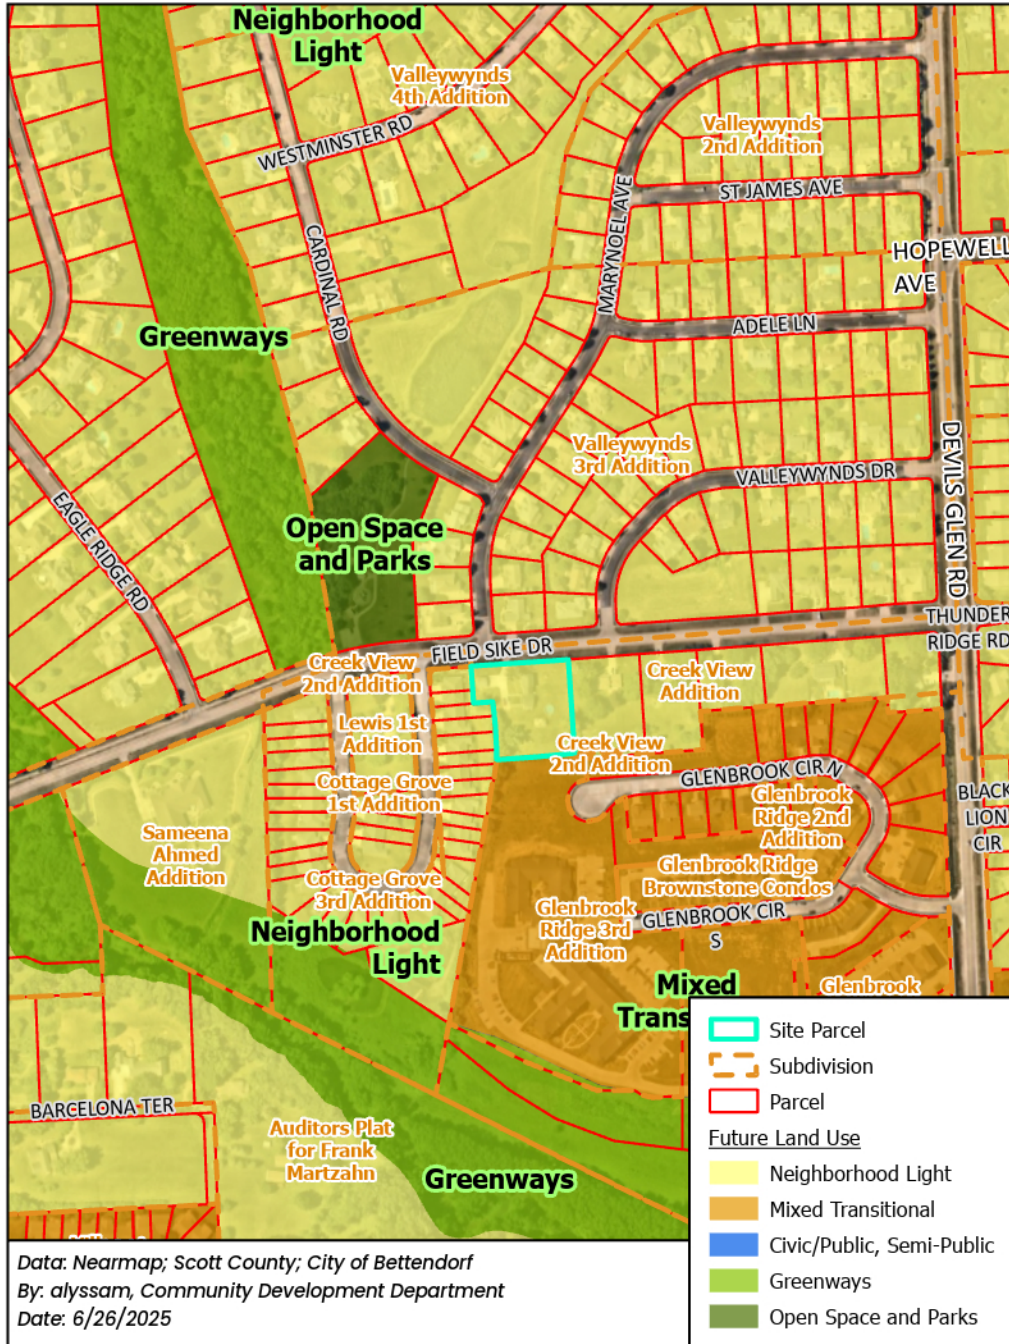 Neighborhood
Light
Valleywynds
4th Addition
WESTMINSTER RD
Valleywynds
2nd Addition
ST JAMES AVE
MARYNOEL AVE
CARDINAL RD
HOPEWELL
AVE
ADELE LN
Greenways
DEVILS GLEN RD
Valleywynds
3rd Addition
VALLEYWYNDS DR
EAGLE RIDGE RD
Open Space
and Parks
THUNDER
RIDGE RD
FIELD SIKE DR
Creek View
2nd Addition
Creek View
Addition
Lewis 1st
Addition
Creek View
2nd Addition
Cottage Grove
1st Addition
GLENBROOK CIR N
Glenbrook
Ridge 2nd
Addition
BLACK
LION
CIR
Sameena
Ahmed
Addition
Cottage Grove
3rd Addition
Glenbrook Ridge
Brownstone Condos
Glenbrook
Ridge 3rd
Addition
GLENBROOK CIR
S
Neighborhood
Light
Mixed
Trans
Glenbrook
BARCELONA TER
Auditors Plat
for Frank
Martzahn
Greenways
Site Parcel
Subdivision
Parcel
Future Land Use
Neighborhood Light
Mixed Transitional
Civic/Public, Semi-Public
Greenways
Open Space and Parks
Data: Nearmap; Scott County; City of Bettendorf
By: alyssam, Community Development Department
Date: 6/26/2025